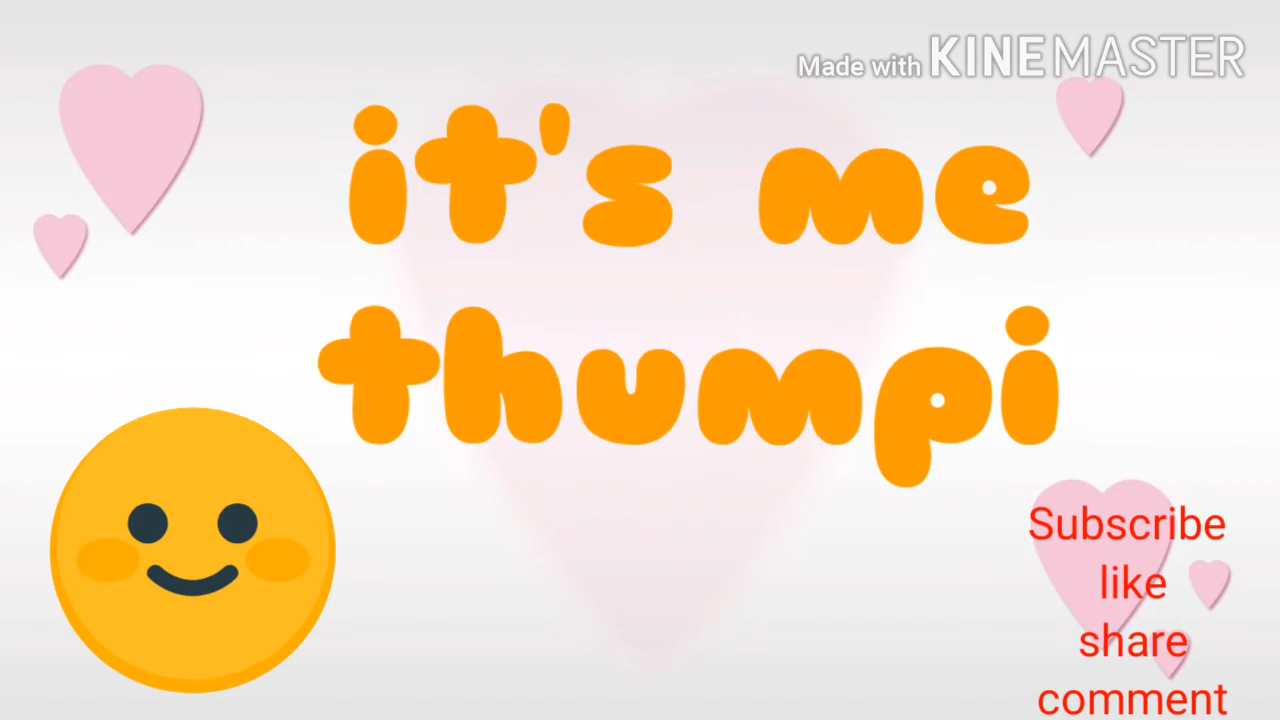 Made with KINEMASTER
it's me
thumpi
Subscribe
like
share
comment